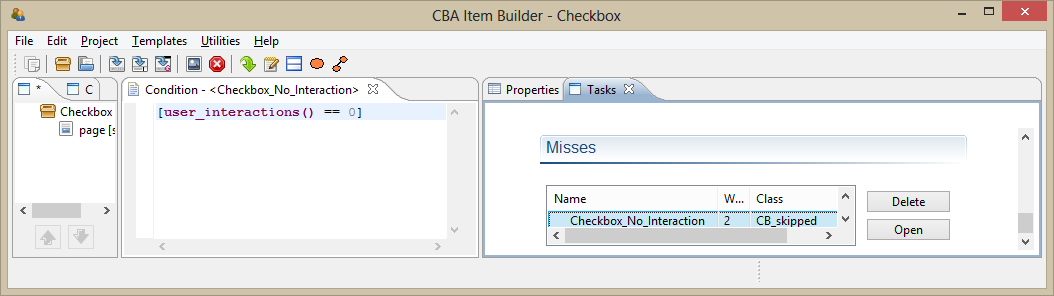 CBA Item Builder - Checkbox
File Edit Project Templates Utilities Help
* C
Condition - <Checkbox_No_Interaction>
Properties Tasks
Checkbox
page [s
[user_interactions() == 0]
Misses
Name W... Class
Checkbox_No_Interaction 2 CB_skipped
Delete
Open